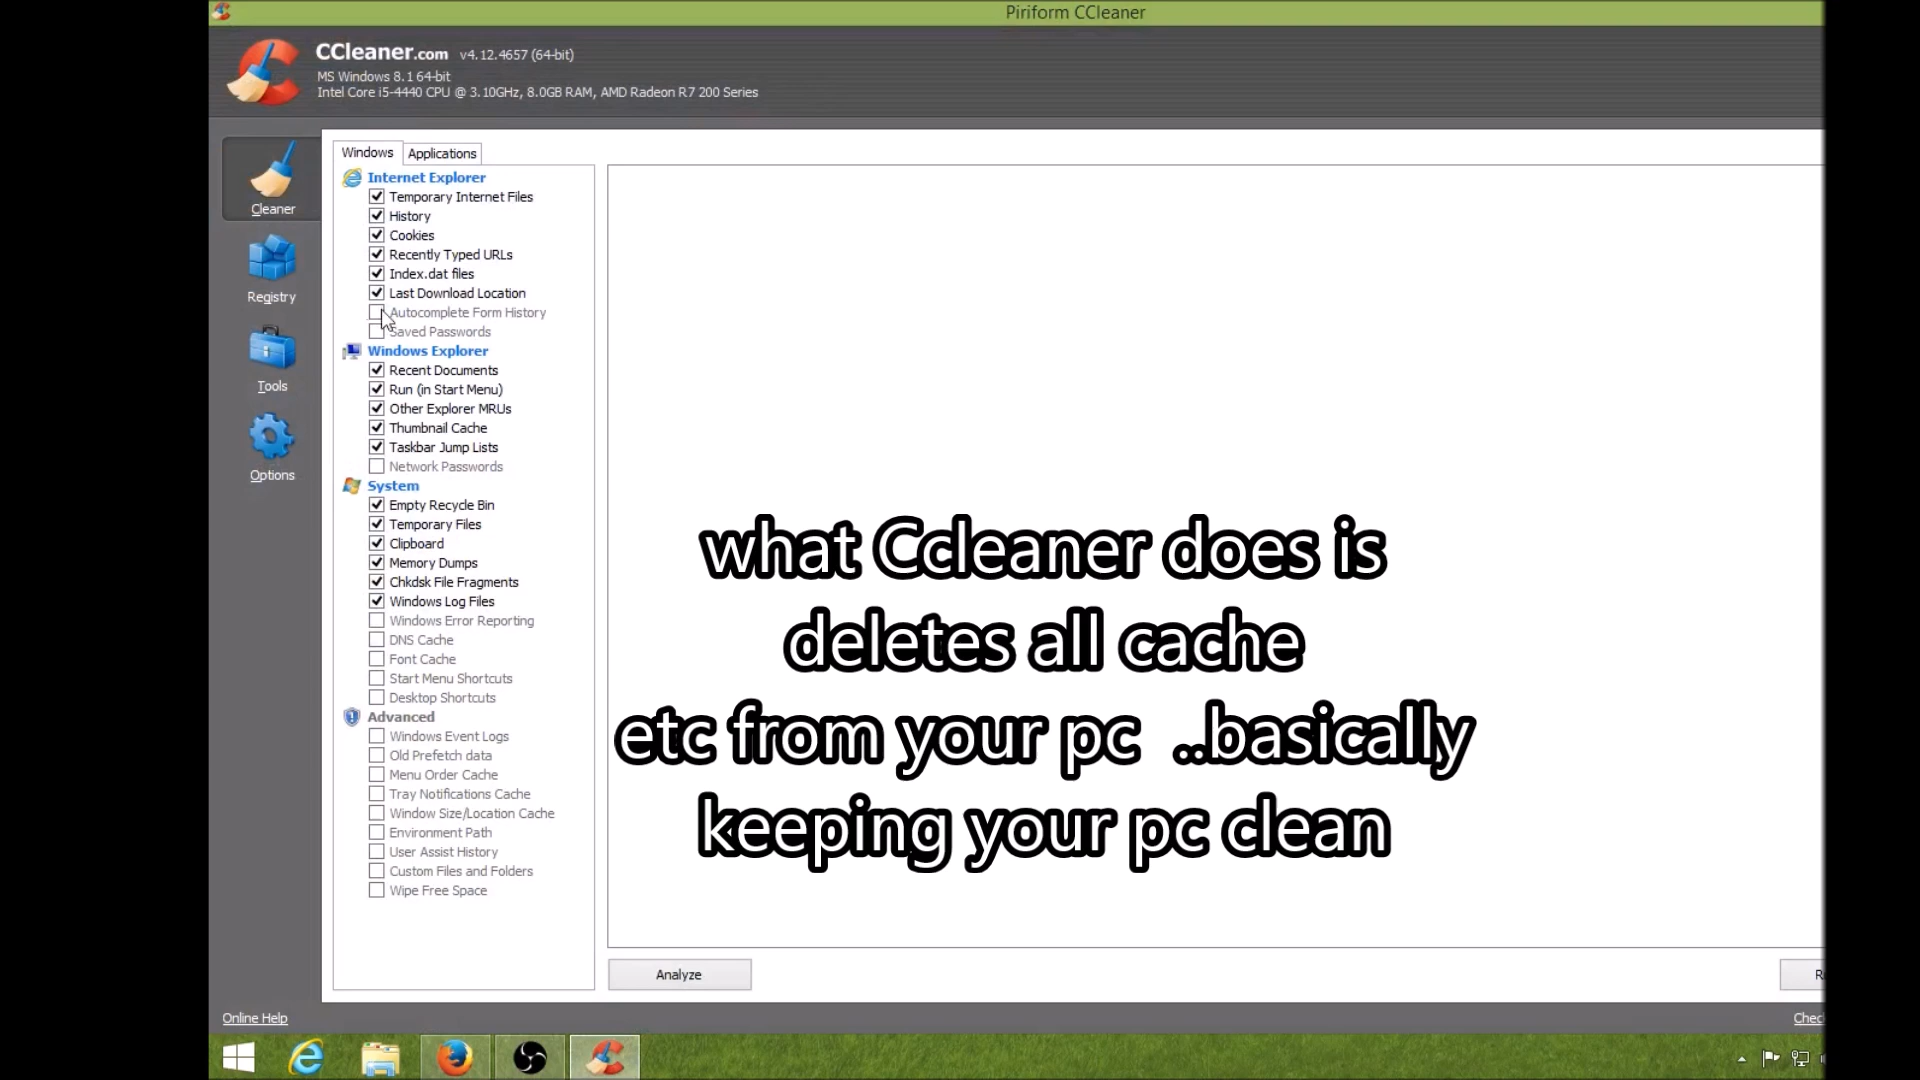 Piriform CCleaner
CCleaner.com v4.12.4657 (64-bit)
MS Windows 8.1 64-bit
Intel Core i5-4440 CPU @ 3.10GHz, 8.0GB RAM, AMD Radeon R7 200 Series
Cleaner
Registry
Tools
Options
Windows Applications
Internet Explorer
Temporary Internet Files
History
Cookies
Recently Typed URLs
Index.dat files
Last Download Location
Autocomplete Form History
Saved Passwords
Windows Explorer
Recent Documents
Run (in Start Menu)
Other Explorer MRUs
Thumbnail Cache
Taskbar Jump Lists
Network Passwords
System
Empty Recycle Bin
Temporary Files
Clipboard
Memory Dumps
Chkdsk File Fragments
Windows Log Files
Windows Error Reporting
DNS Cache
Font Cache
Start Menu Shortcuts
Desktop Shortcuts
Advanced
Windows Event Logs
Old Prefetch data
Menu Order Cache
Tray Notifications Cache
Window Size/Location Cache
Environment Path
User Assist History
Custom Files and Folders
Wipe Free Space
what Ccleaner does is
deletes all cache
etc from your pc ..basically
keeping your pc clean
Analyze
Online Help